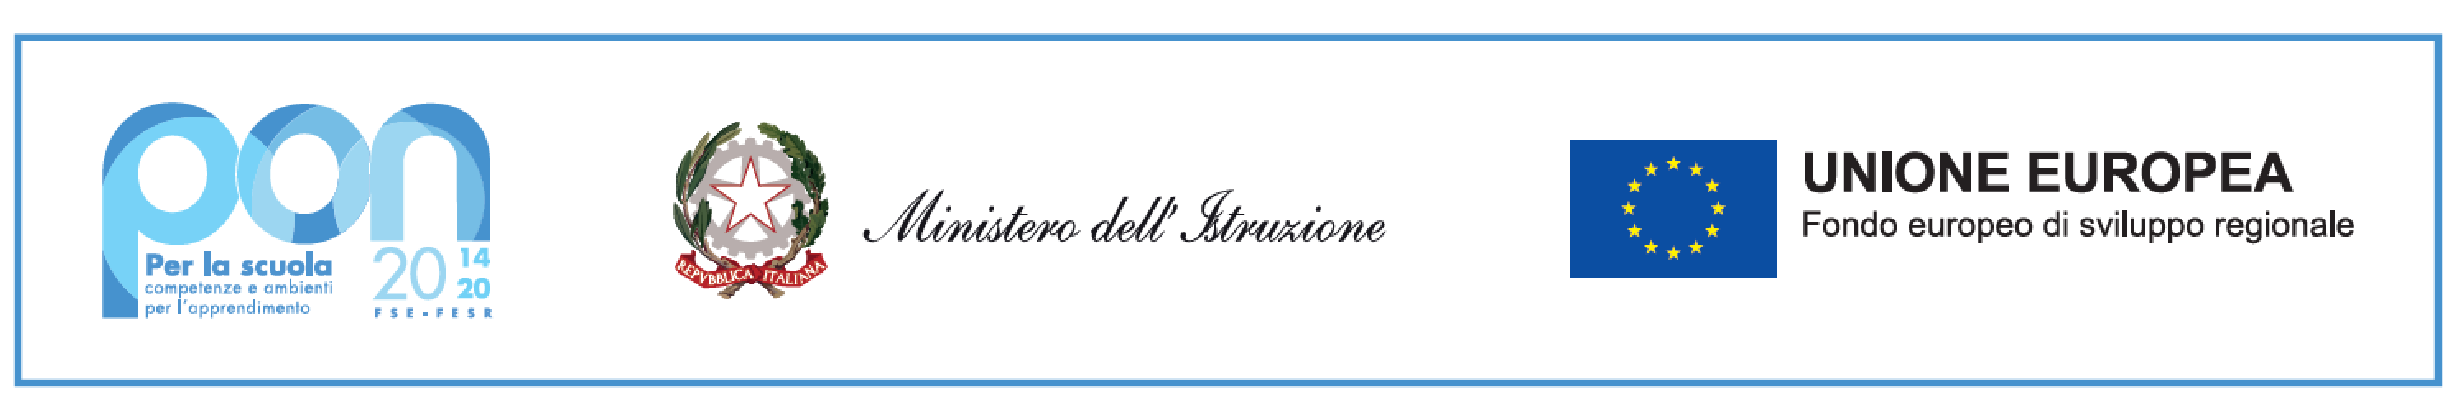 pon
Per la scuola
competenze e ambienti
per l'apprendimento
20 14
20
FSE-FESR
REPVBBLICA ITALIANA
Ministero dell' Istruzione
UNIONE EUROPEA
Fondo europeo di sviluppo regionale